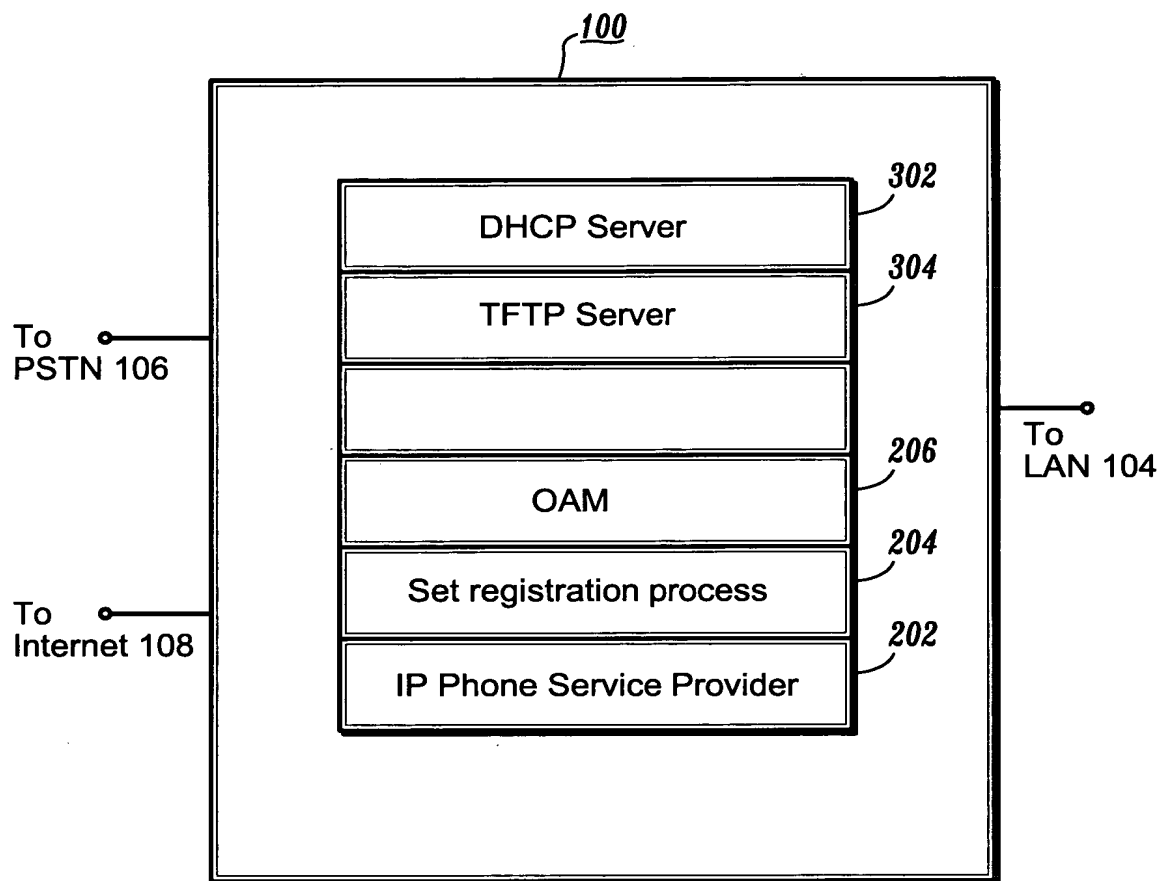 100
302
DHCP Server
304
TFTP Server
To
PSTN 106
To
LAN 104
206
OAM
204
Set registration process
To
Internet 108
202
IP Phone Service Provider